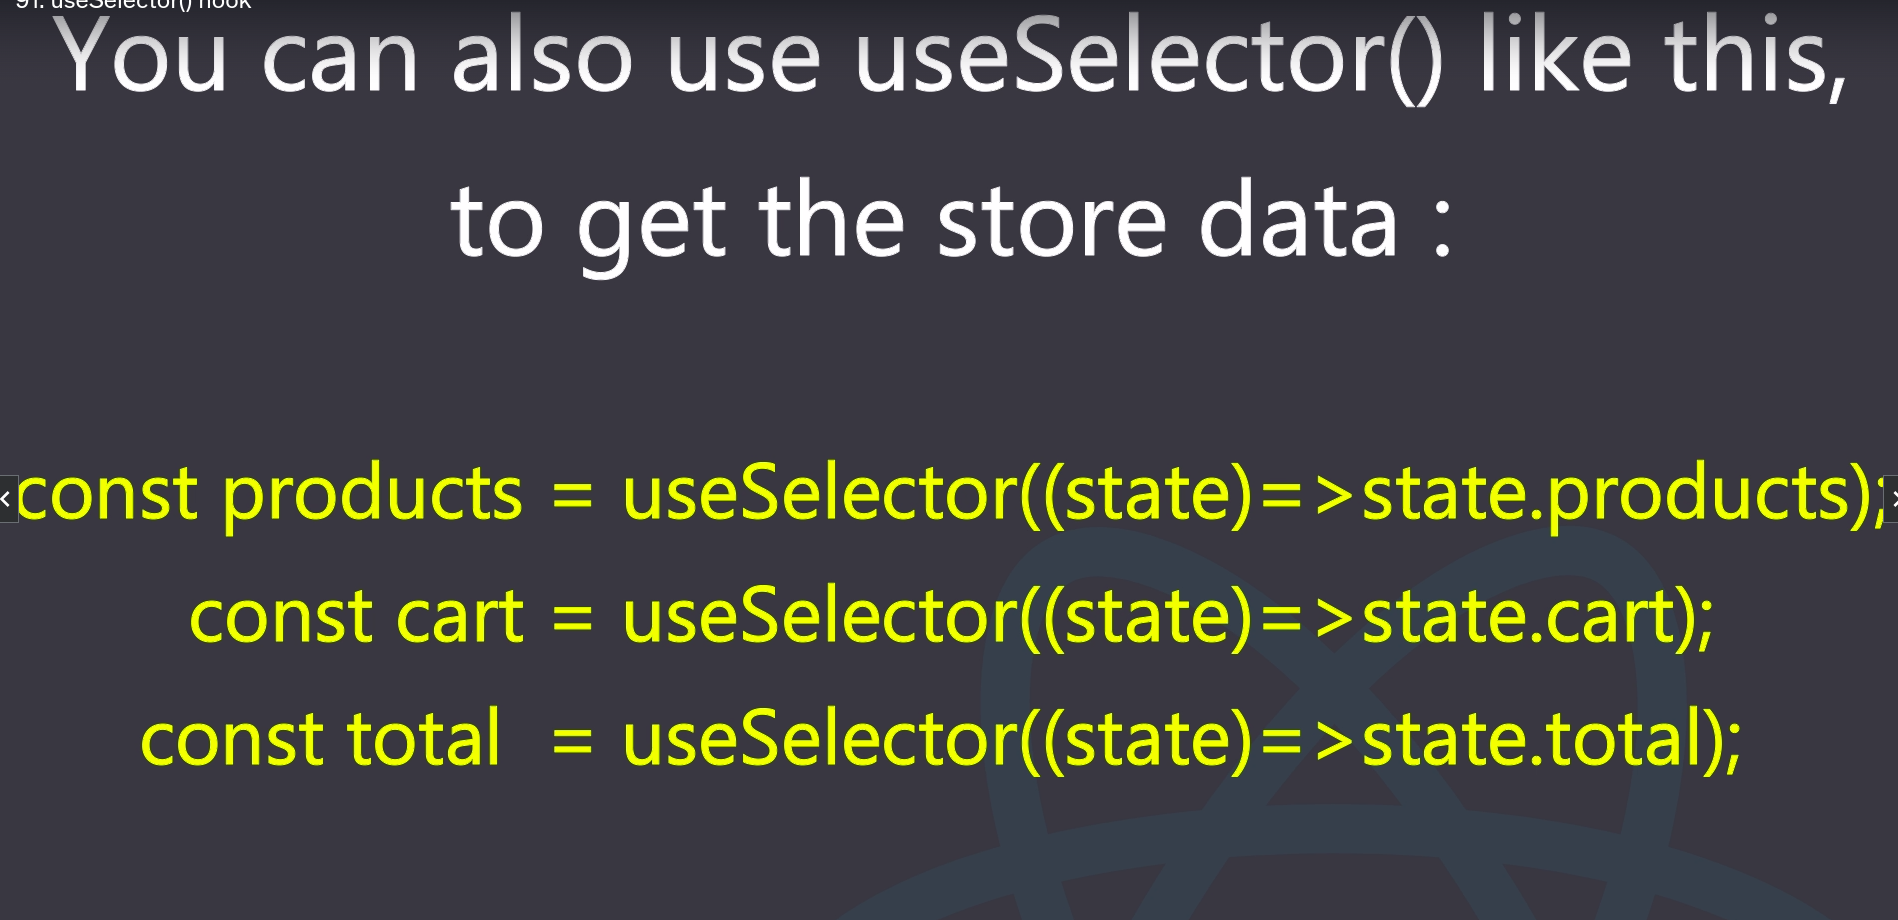 91. useSelector() hook
You can also use useSelector() like this,
to get the store data :
const products = useSelector((state)=>state.products);
const cart = useSelector((state)=>state.cart);
const total = useSelector((state)=>state.total);